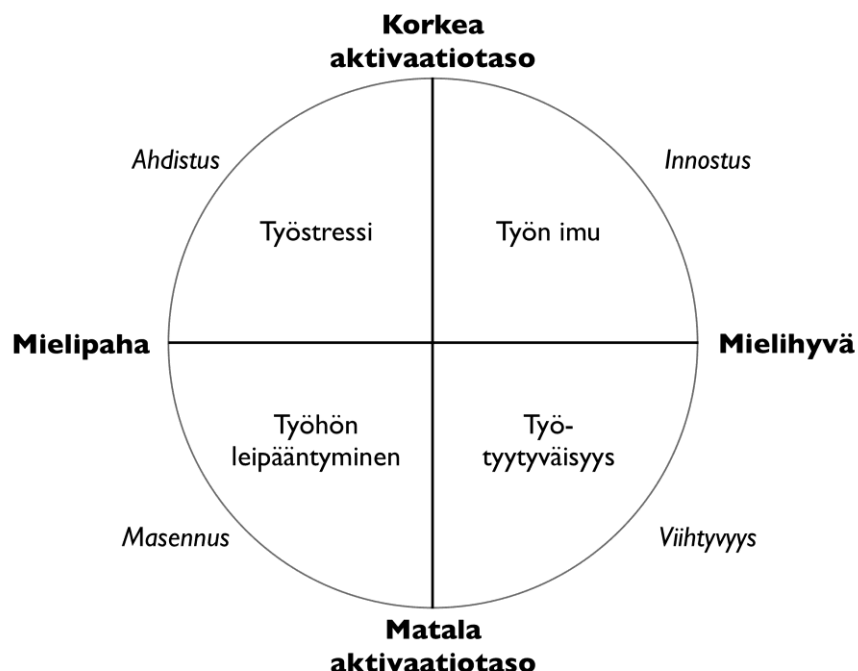 Korkea
aktivaatiotaso
Ahdistus
Innostus
Työstressi
Työn imu
Mielipaha
Mielihyvä
Työhön
leipääntyminen
Työ-
tyytyväisyys
Masennus
Viihtyvyys
Matala
aktivaatiotaso